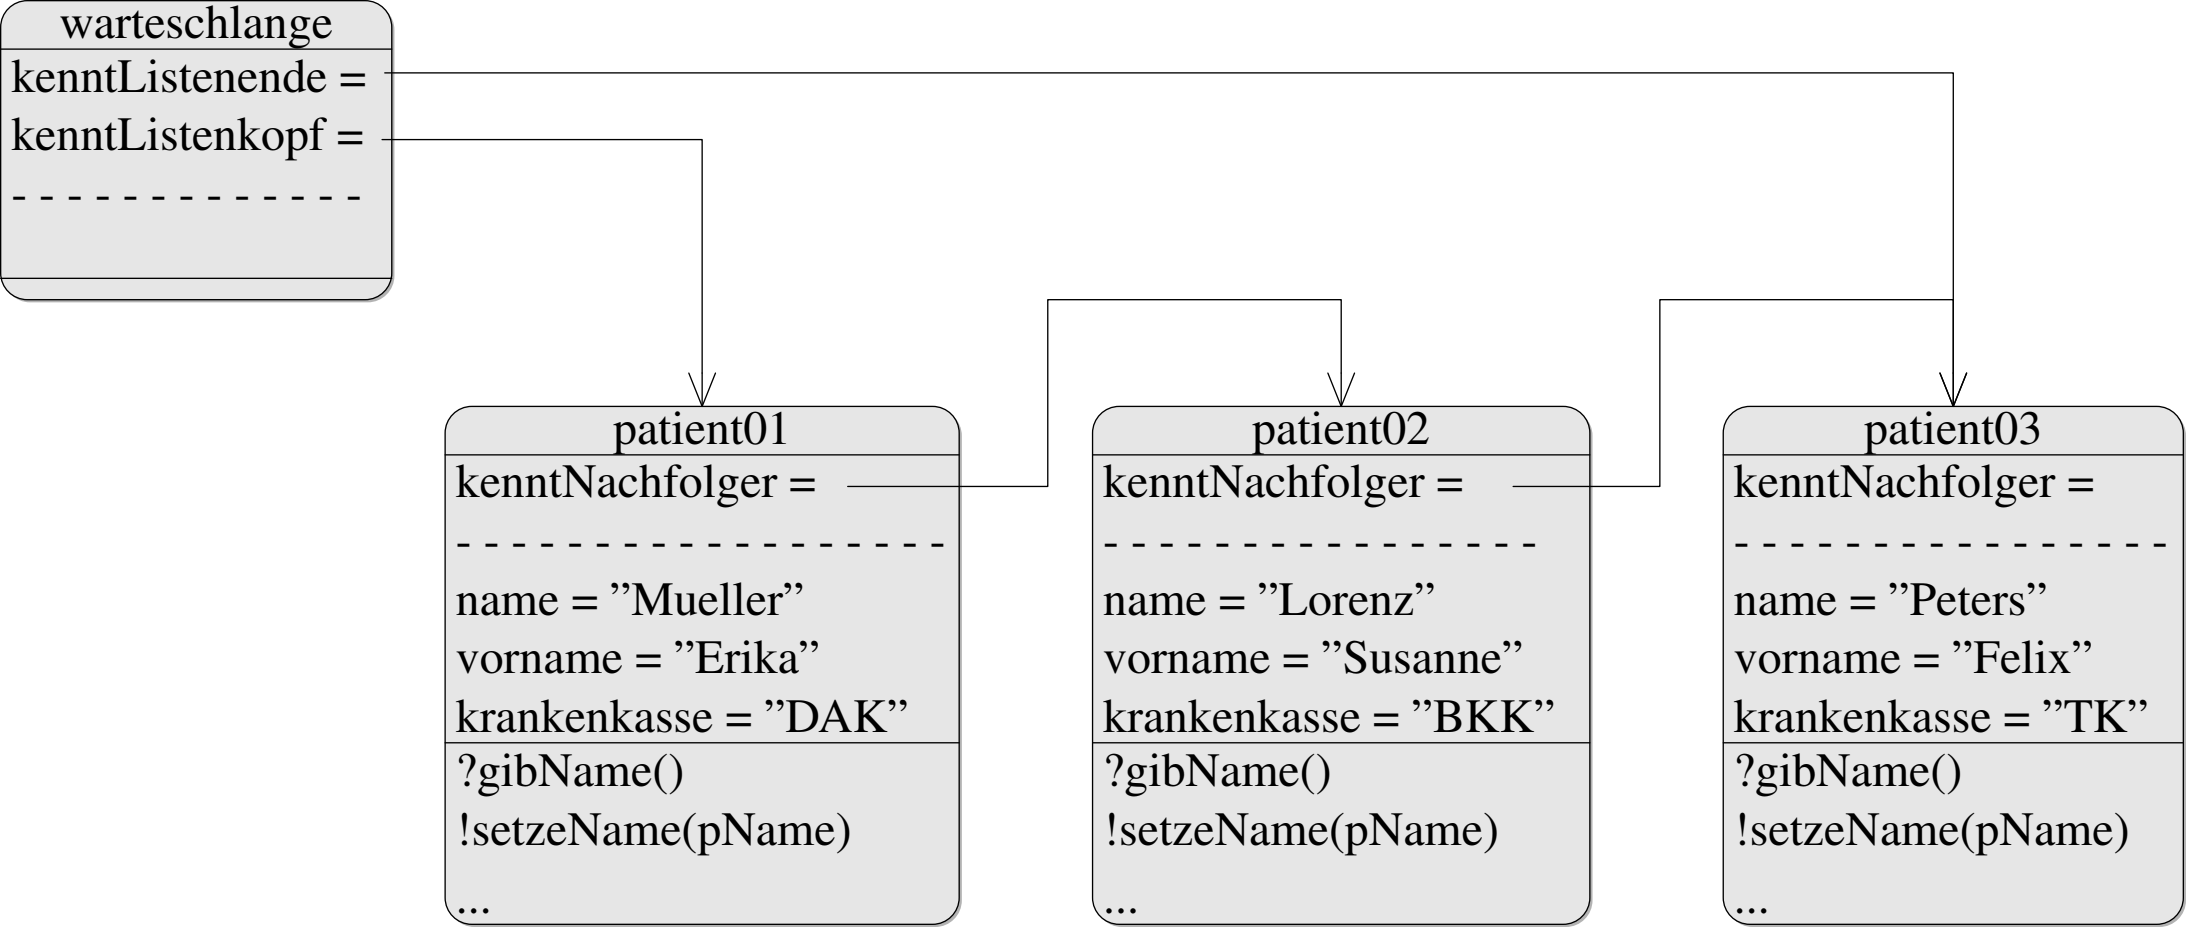 warteschlange
kenntListenende =
kenntListenkopf =
- - - - - - - - - - - - -
patient01
kenntNachfolger =
- - - - - - - - - - - - - - - - - -
name = ”Mueller”
vorname = ”Erika”
krankenkasse = ”DAK”
?gibName()
!setzeName(pName)
...
patient02
kenntNachfolger =
- - - - - - - - - - - - - - - -
name = ”Lorenz”
vorname = ”Susanne”
krankenkasse = ”BKK”
?gibName()
!setzeName(pName)
...
patient03
kenntNachfolger =
- - - - - - - - - - - - - - - -
name = ”Peters”
vorname = ”Felix”
krankenkasse = ”TK”
?gibName()
!setzeName(pName)
...